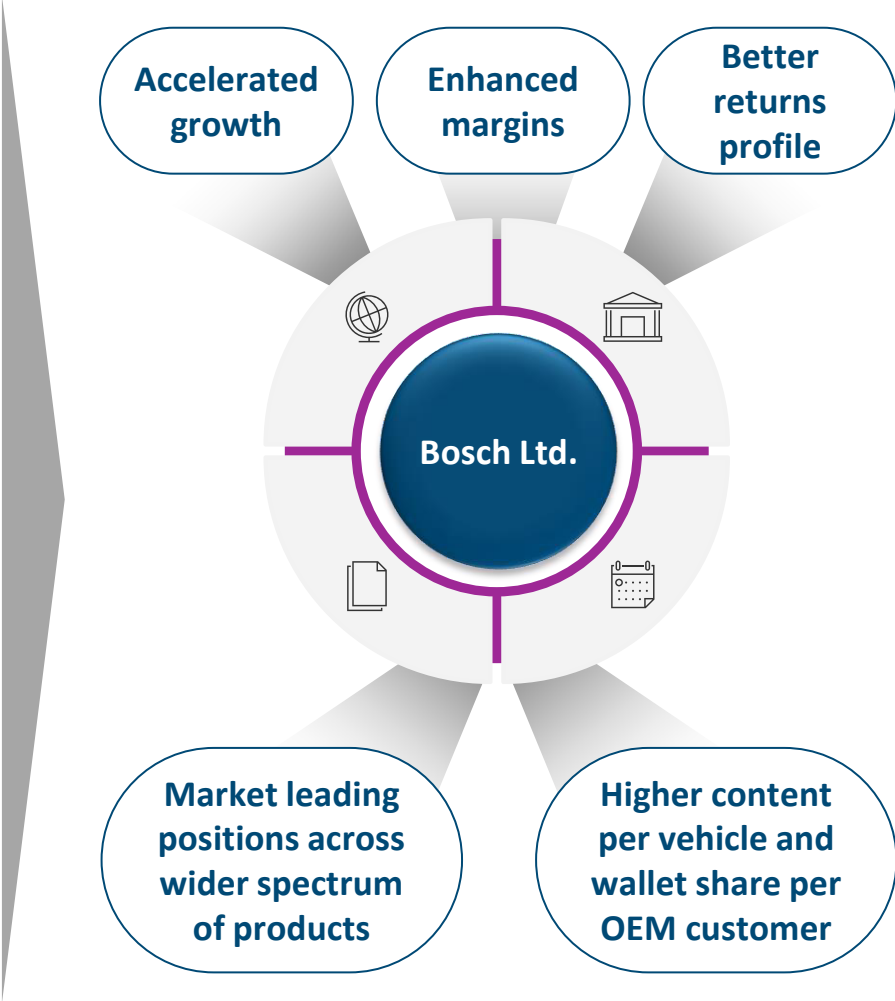 Accelerated
growth
Enhanced
margins
Better
returns
profile
Bosch Ltd.
Market leading
positions across
wider spectrum
of products
Higher content
per vehicle and
wallet share per
OEM customer